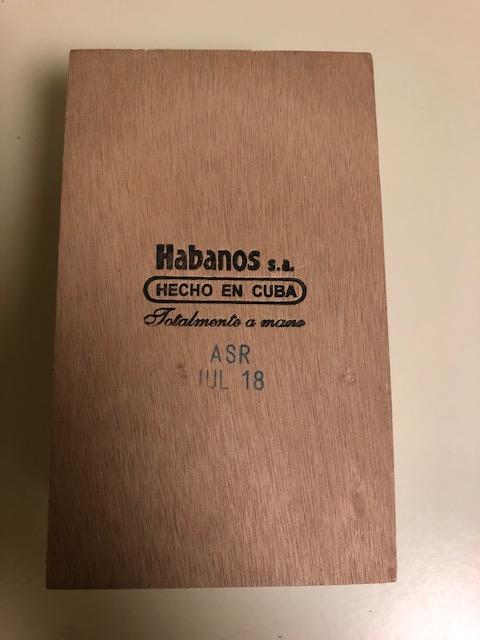 Habanos s.a.
HECHO EN CUBA
Totalmente a mano
ASR
JUL 18